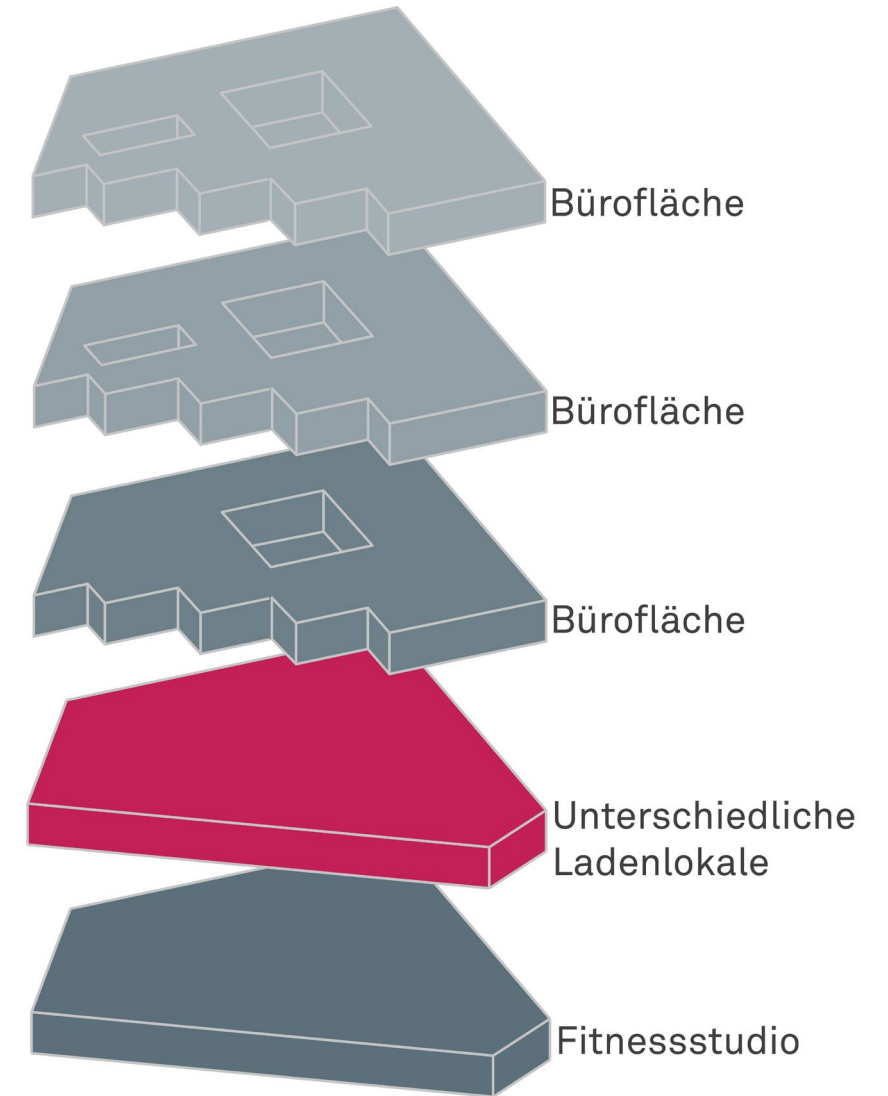 Bürofläche
Bürofläche
Bürofläche
Unterschiedliche
Ladenlokale
Fitnessstudio